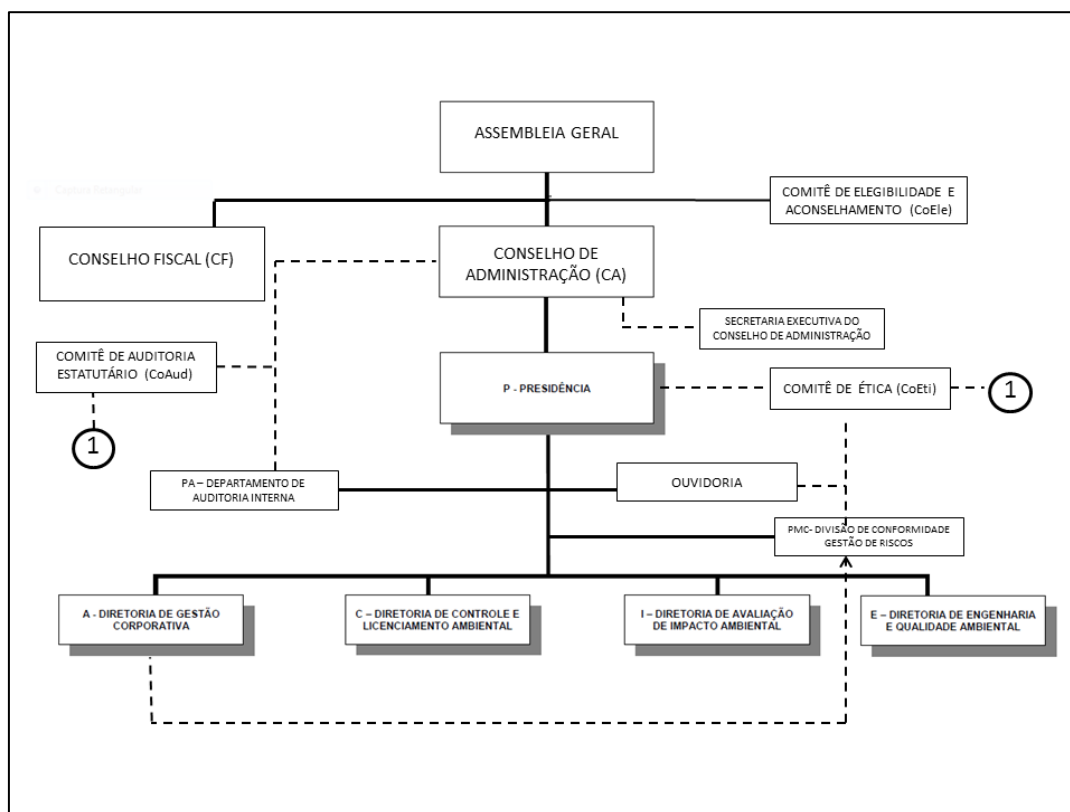 ASSEMBLEIA GERAL
COMITÊ DE ELEGIBILIDADE E
ACONSELHAMENTO (CoEle)
CONSELHO FISCAL (CF)
CONSELHO DE
ADMINISTRAÇÃO (CA)
SECRETARIA EXECUTIVA DO
CONSELHO DE ADMINISTRAÇÃO
COMITÊ DE AUDITORIA
ESTATUTÁRIO (CoAud)
P - PRESIDÊNCIA
COMITÊ DE ÉTICA (CoEti)
1
1
PA – DEPARTAMENTO DE
AUDITORIA INTERNA
OUVIDORIA
PMC- DIVISÃO DE CONFORMIDADE
GESTÃO DE RISCOS
A - DIRETORIA DE GESTÃO
CORPORATIVA
C – DIRETORIA DE CONTROLE E
LICENCIAMENTO AMBIENTAL
I – DIRETORIA DE AVALIAÇÃO
DE IMPACTO AMBIENTAL
E – DIRETORIA DE ENGENHARIA
E QUALIDADE AMBIENTAL